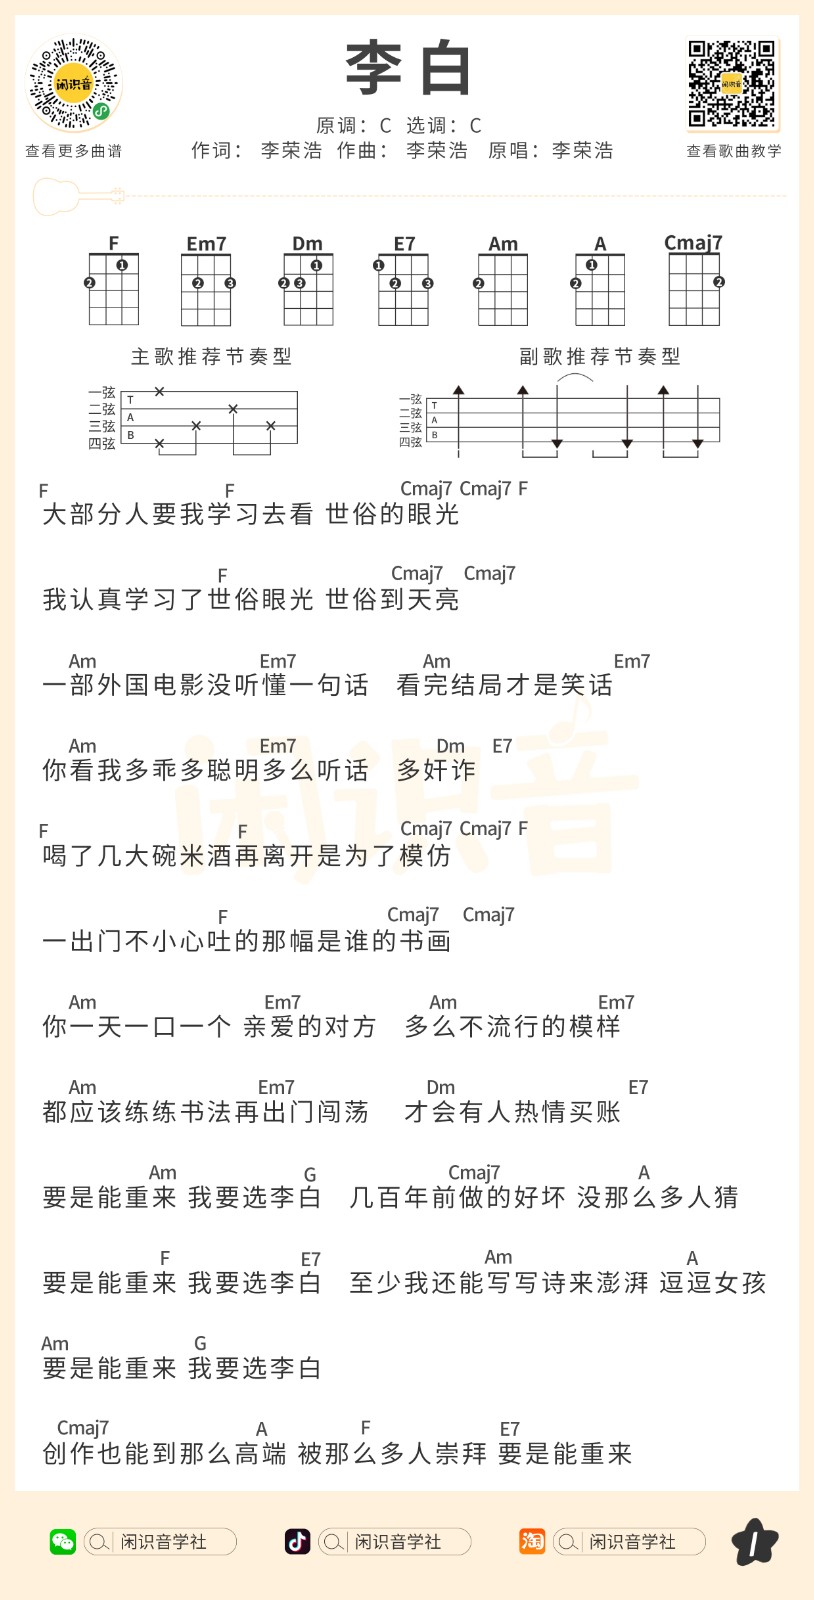 李白
原调：C 选调：C
作词： 李荣浩 作曲： 李荣浩 原唱：李荣浩
闲识音
查看更多曲谱
闲识音
查看歌曲教学
F Em7 Dm E7 Am A Cmaj7
1 2
2 3
1 2 3
1 2 3
2
1 2
2
主歌推荐节奏型 副歌推荐节奏型
一弦
二弦
三弦
四弦
T
A
B
一弦
二弦
三弦
四弦
T
A
B
F F Cmaj7 Cmaj7 F
大部分人要我学习去看 世俗的眼光
F Cmaj7 Cmaj7
我认真学习了世俗眼光 世俗到天亮
Am Em7 Am Em7
一部外国电影没听懂一句话 看完结局才是笑话
Am Em7 Dm E7
你看我多乖多聪明多么听话 多奸诈
闲识音
F F Cmaj7 Cmaj7 F
喝了几大碗米酒再离开是为了模仿
F Cmaj7 Cmaj7
一出门不小心吐的那幅是谁的书画
Am Em7 Am Em7
你一天一口一个 亲爱的对方 多么不流行的模样
Am Em7 Dm E7
都应该练练书法再出门闯荡 才会有人热情买账
Am G Cmaj7 A
要是能重来 我要选李白 几百年前做的好坏 没那么多人猜
F E7 Am A
要是能重来 我要选李白 至少我还能写写诗来澎湃 逗逗女孩
Am G
要是能重来 我要选李白
Cmaj7 A F E7
创作也能到那么高端 被那么多人崇拜 要是能重来
闲识音学社 闲识音学社 淘 闲识音学社 1